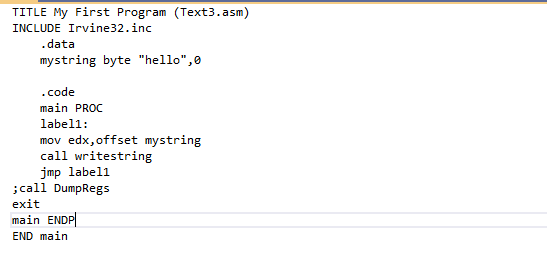 TITLE My First Program (Text3.asm)
INCLUDE Irvine32.inc
.data
mystring byte "hello",0
.code
main PROC
label1:
mov edx,offset mystring
call writestring
jmp label1
;call DumpRegs
exit
main ENDP
END main